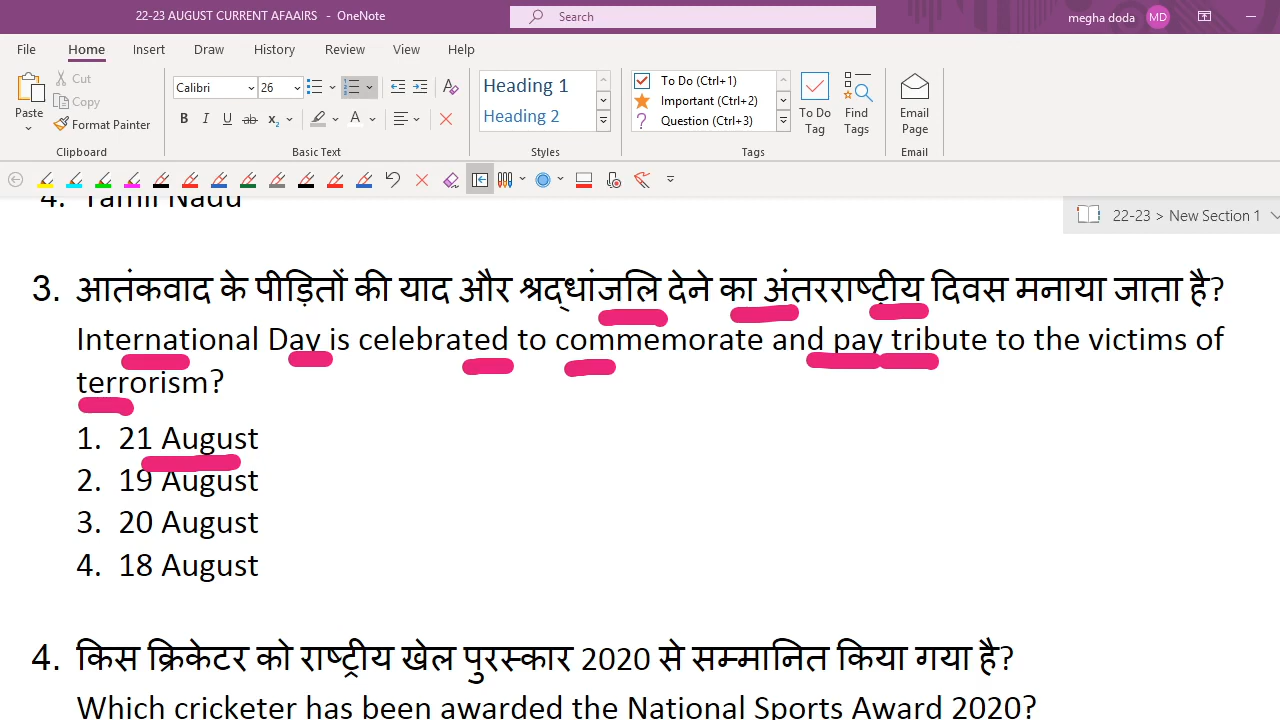 22-23 AUGUST CURRENT AFAAIRS - OneNote
Search
megha doda MD
File Home Insert Draw History Review View Help
Paste
Cut
Copy
Format Painter
Clipboard
Calibri 26
B I U ab x₂ A
Basic Text
Heading 1
Heading 2
Styles
To Do (Ctrl+1)
Important (Ctrl+2)
? Question (Ctrl+3)
To Do Tag
Find Tags
Tags
Email Page
Email
4. Tamil Nadu
22-23 > New Section 1
3. आतंकवाद के पीड़ितों की याद और श्रद्धांजलि देने का अंतरराष्ट्रीय दिवस मनाया जाता है?
International Day is celebrated to commemorate and pay tribute to the victims of
terrorism?
1. 21 August
2. 19 August
3. 20 August
4. 18 August
4. किस क्रिकेटर को राष्ट्रीय खेल पुरस्कार 2020 से सम्मानित किया गया है?
Which cricketer has been awarded the National Sports Award 2020?